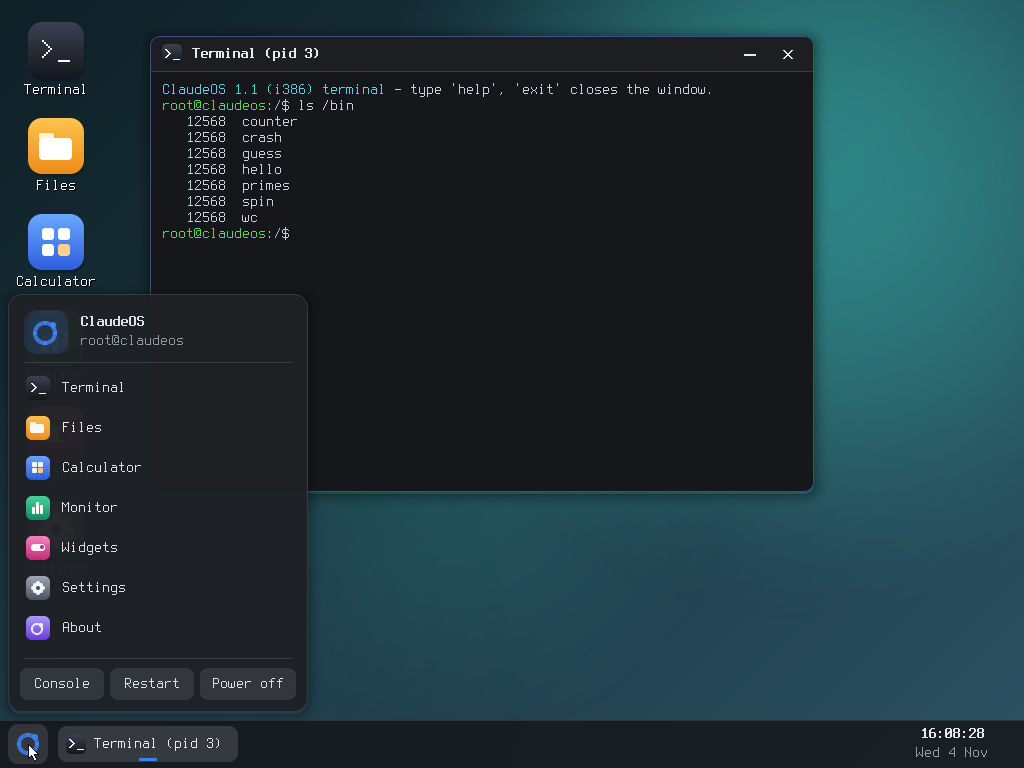 Terminal
Files
Calculator
Terminal (pid 3)
ClaudeOS 1.1 (i386) terminal - type 'help', 'exit' closes the window.
root@claudeos:/$ ls /bin
12568 counter
12568 crash
12568 guess
12568 hello
12568 primes
12568 spin
12568 wc
root@claudeos:/$
ClaudeOS
root@claudeos
Terminal
Files
Calculator
Monitor
Widgets
Settings
Settings
About
Console Restart Power off
Terminal (pid 3)
16:08:28
Wed 4 Nov